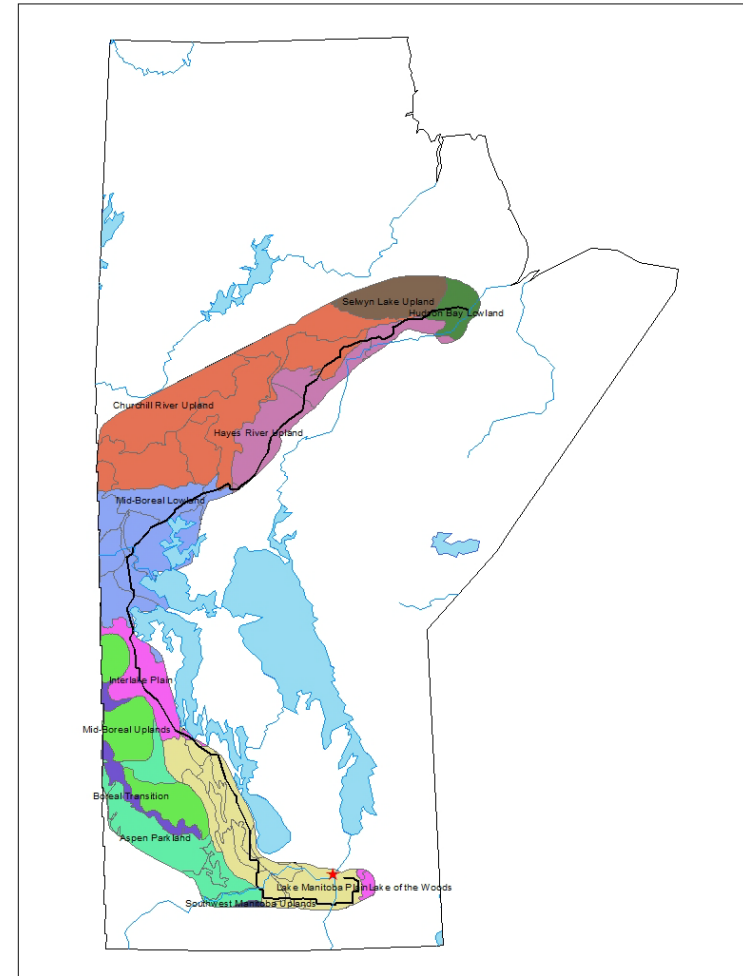 Selwyn Lake Upland
Hudson Bay Lowland
Churchill River Upland
Hayes River Upland
Mid-Boreal Lowland
Interlake Plain
Mid-Boreal Uplands
Boreal Transition
Aspen Parkland
Lake Manitoba Plain
Lake of the Woods
Southwest Manitoba Uplands